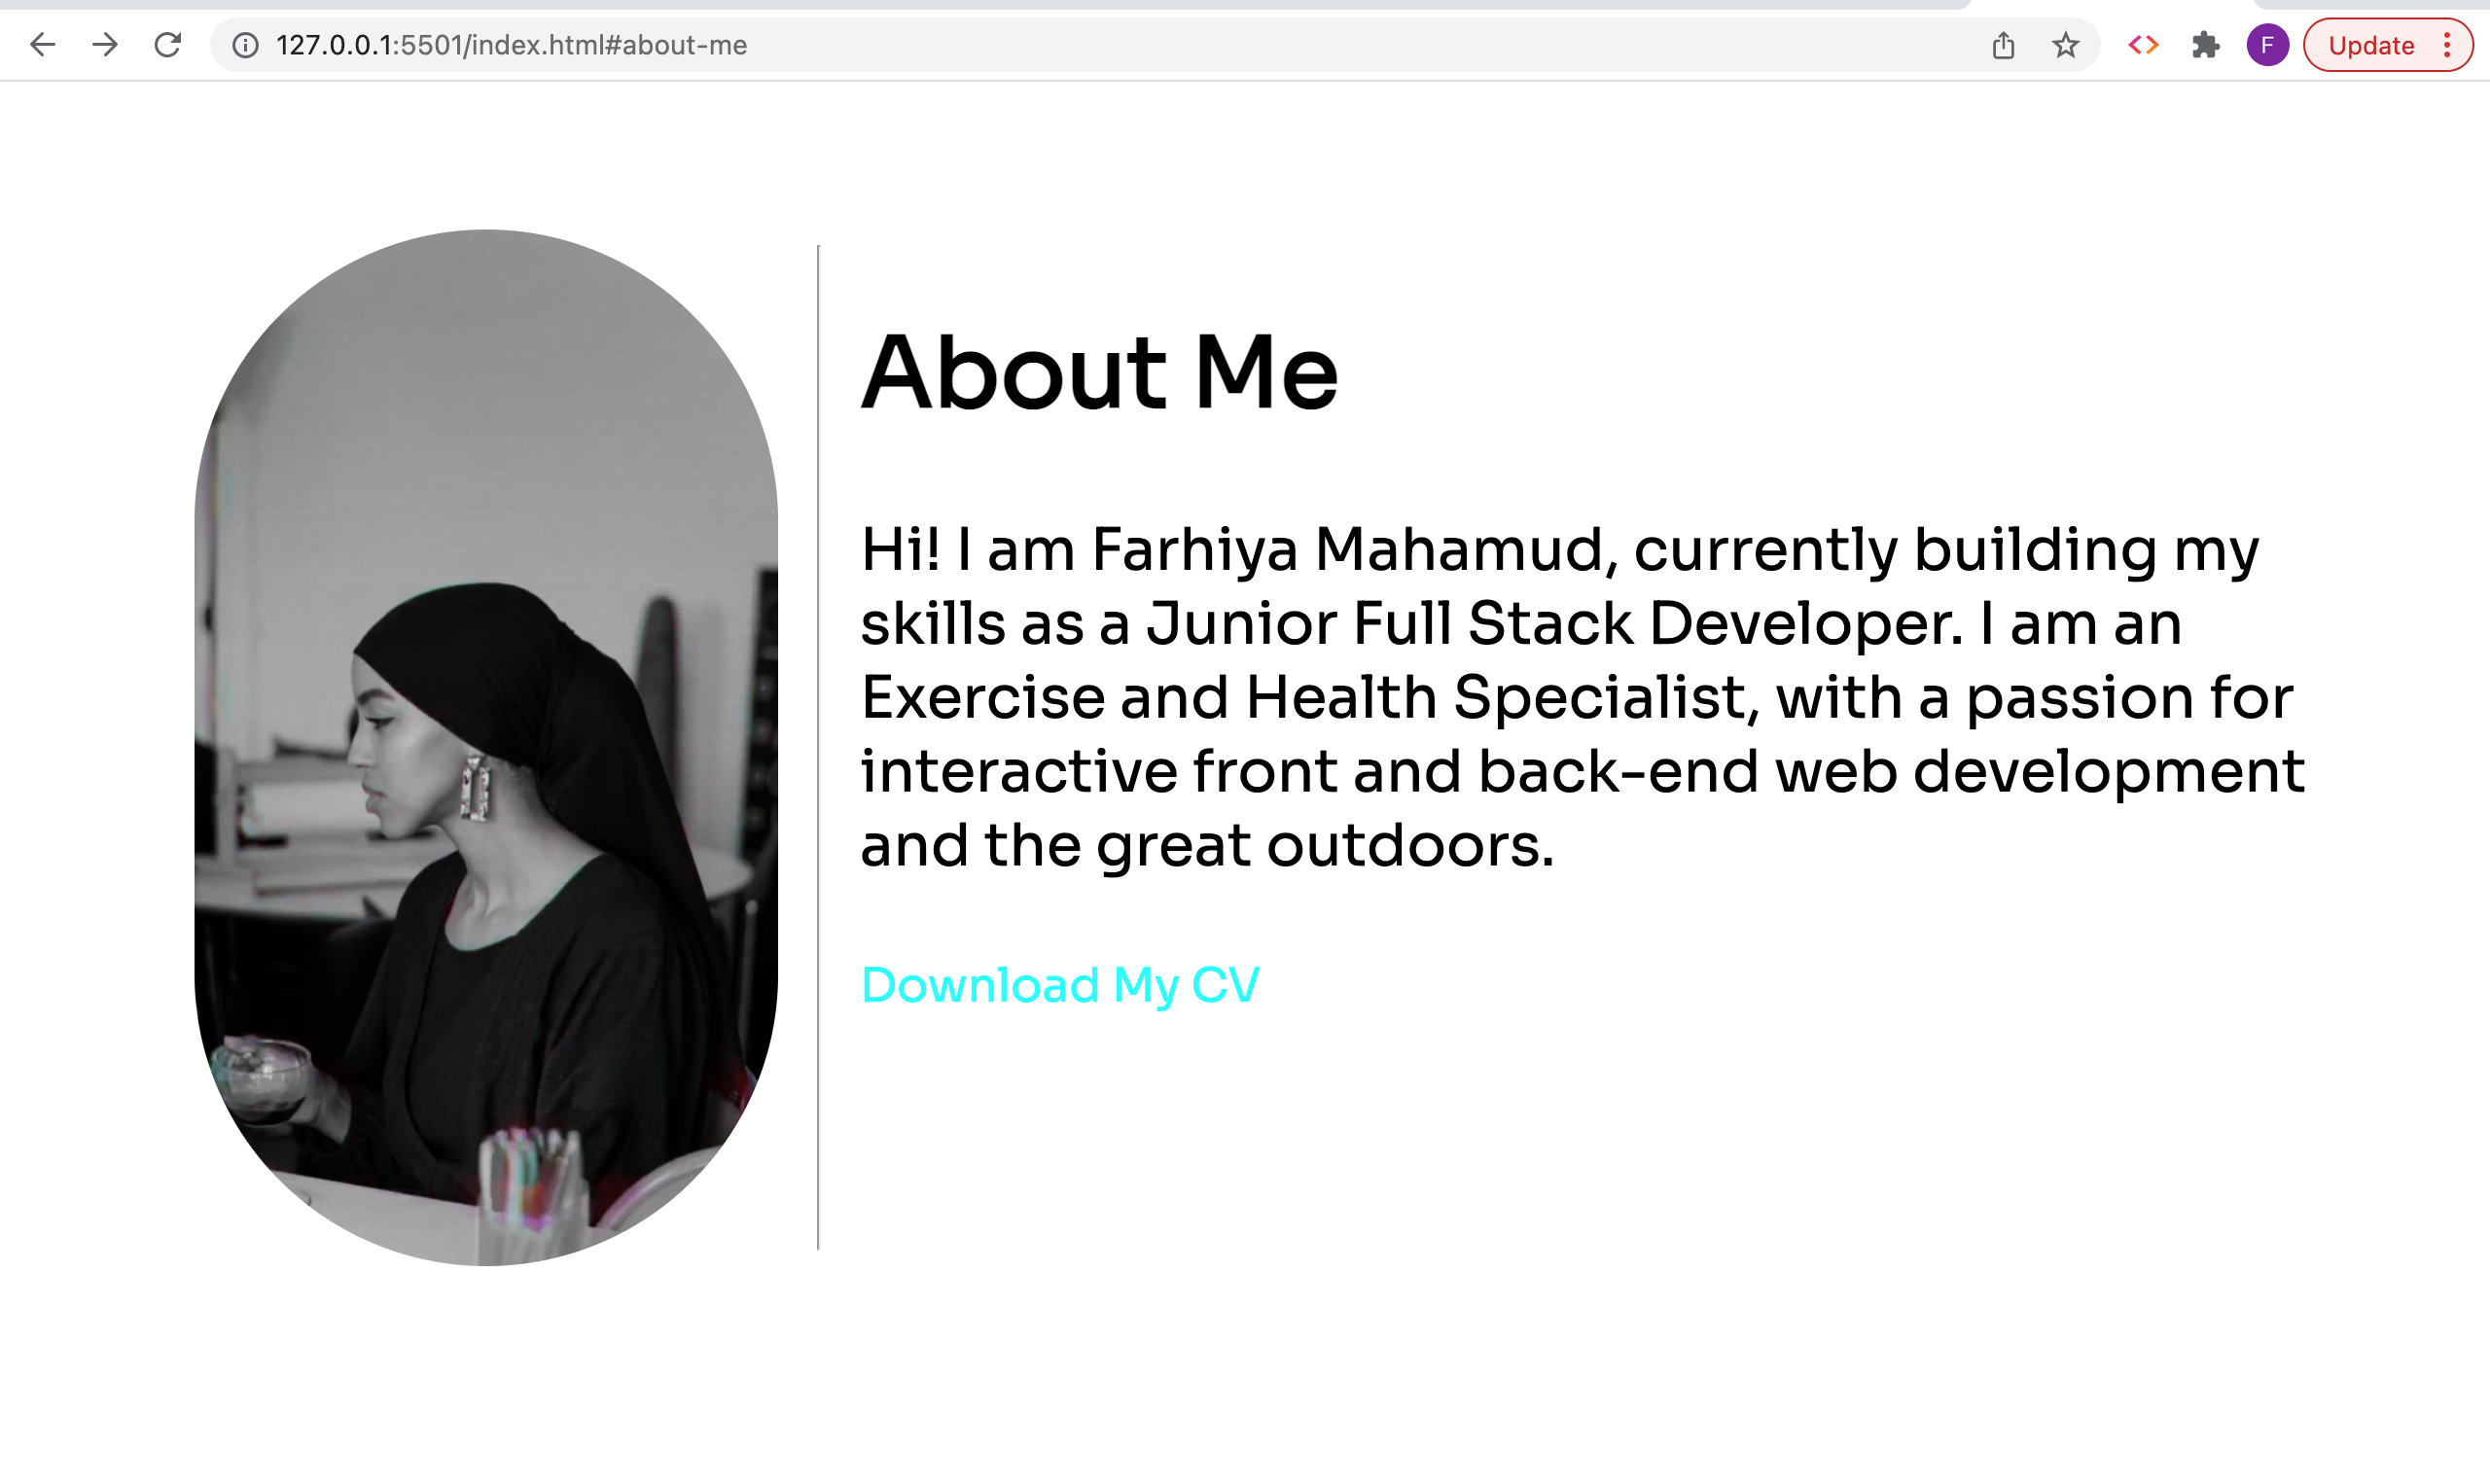 127.0.0.1:5501/index.html#about-me
F
Update
About Me
Hi! I am Farhiya Mahamud, currently building my
skills as a Junior Full Stack Developer. I am an
Exercise and Health Specialist, with a passion for
interactive front and back-end web development
and the great outdoors.
Download My CV